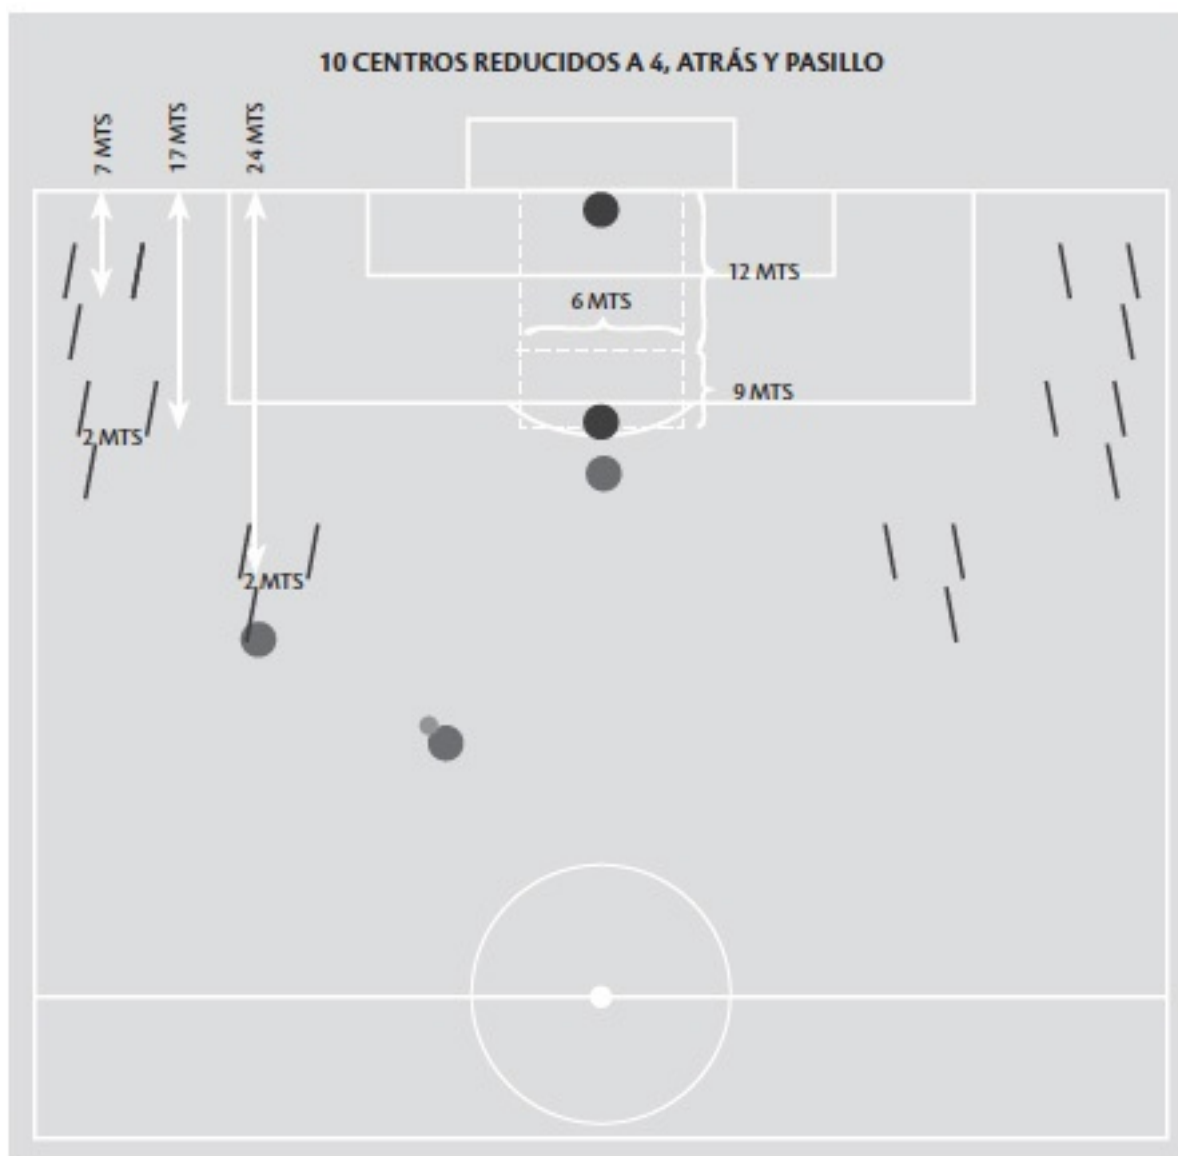 10 CENTROS REDUCIDOS A 4, ATRÁS Y PASILLO
7 MTS
17 MTS
24 MTS
12 MTS
6 MTS
9 MTS
2 MTS
2 MTS